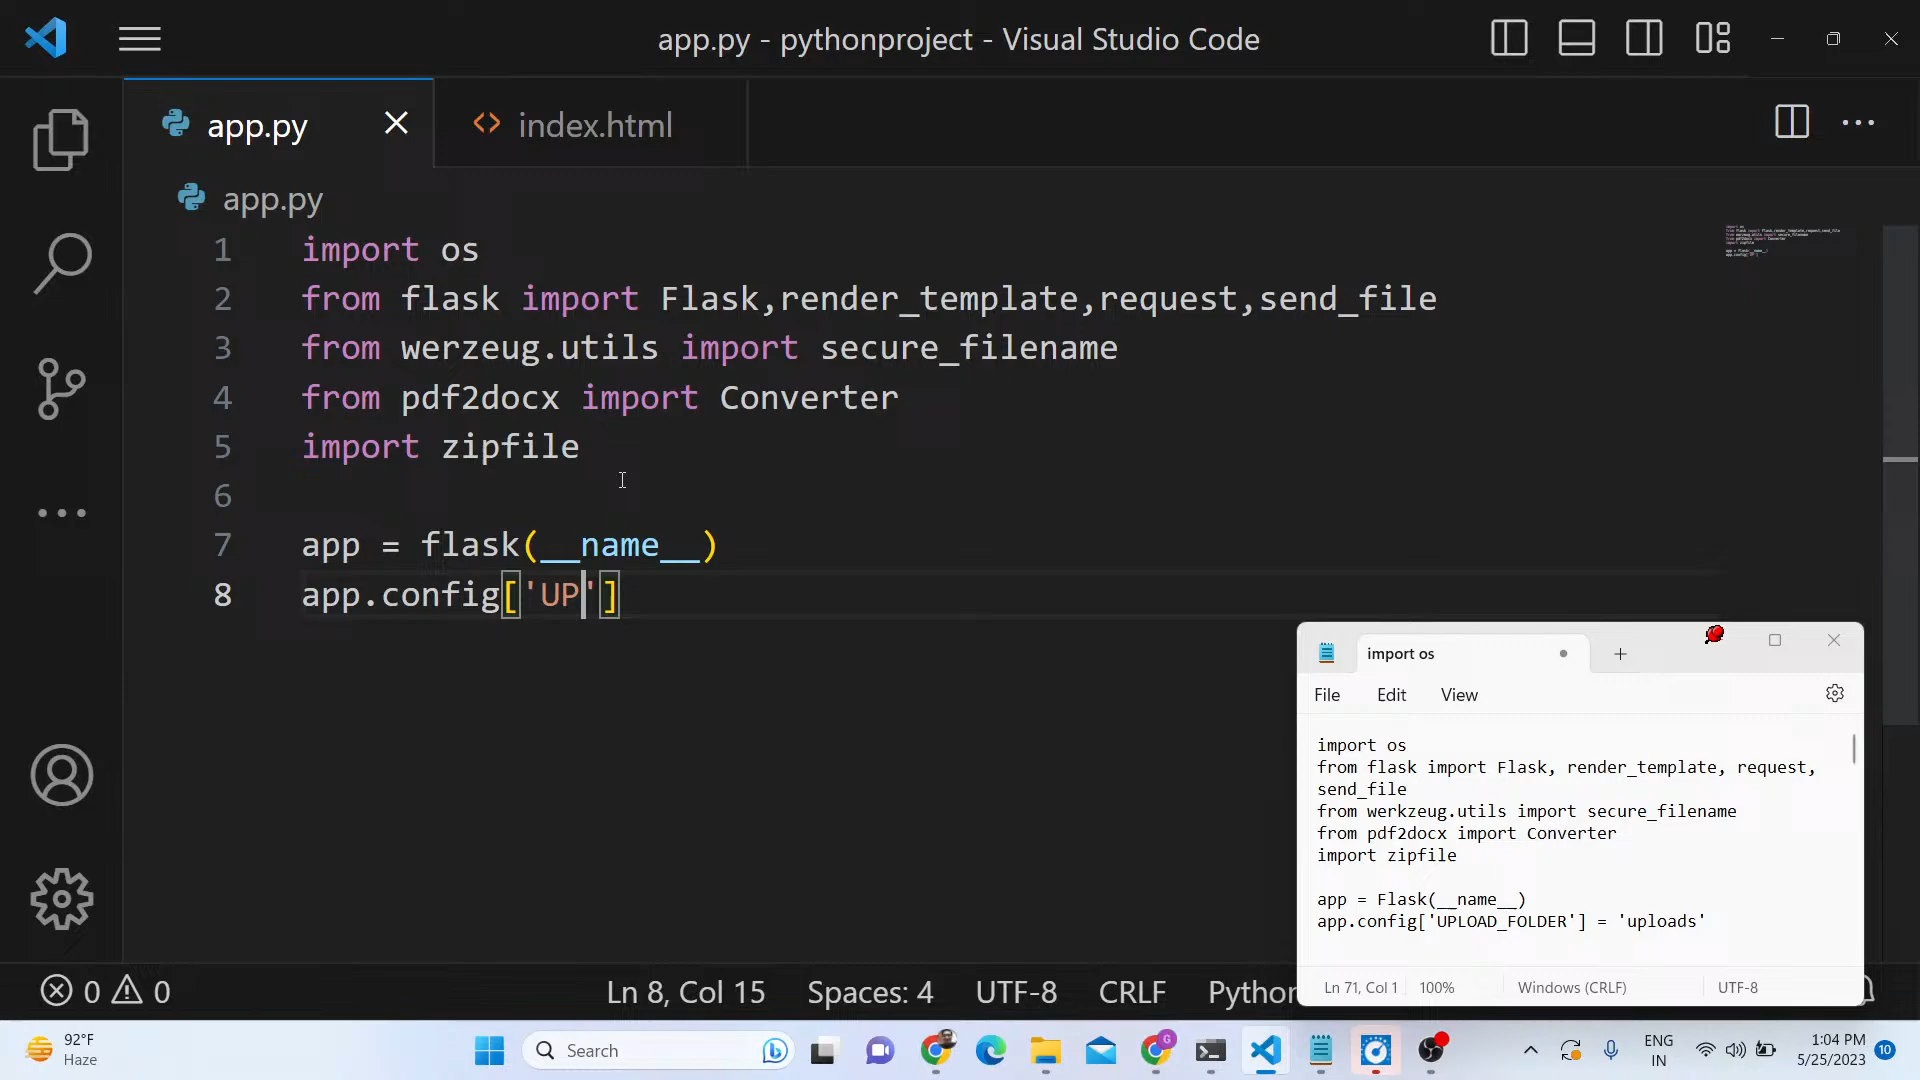 app.py - pythonproject - Visual Studio Code
app.py
index.html
app.py
1 import os
2 from flask import Flask,render_template,request,send_file
3 from werzeug.utils import secure_filename
4 from pdf2docx import Converter
5 import zipfile
6
7 app = flask(__name__)
8 app.config['UP']
import os
File Edit View
import os
from flask import Flask, render_template, request,
send_file
from werkzeug.utils import secure_filename
from pdf2docx import Converter
import zipfile
app = Flask(__name__)
app.config['UPLOAD_FOLDER'] = 'uploads'
Ln 71, Col 1 100% Windows (CRLF) UTF-8
0 0 Ln 8, Col 15 Spaces: 4 UTF-8 CRLF Python
92°F
Haze
Search
ENG
IN
1:04 PM
5/25/2023
10